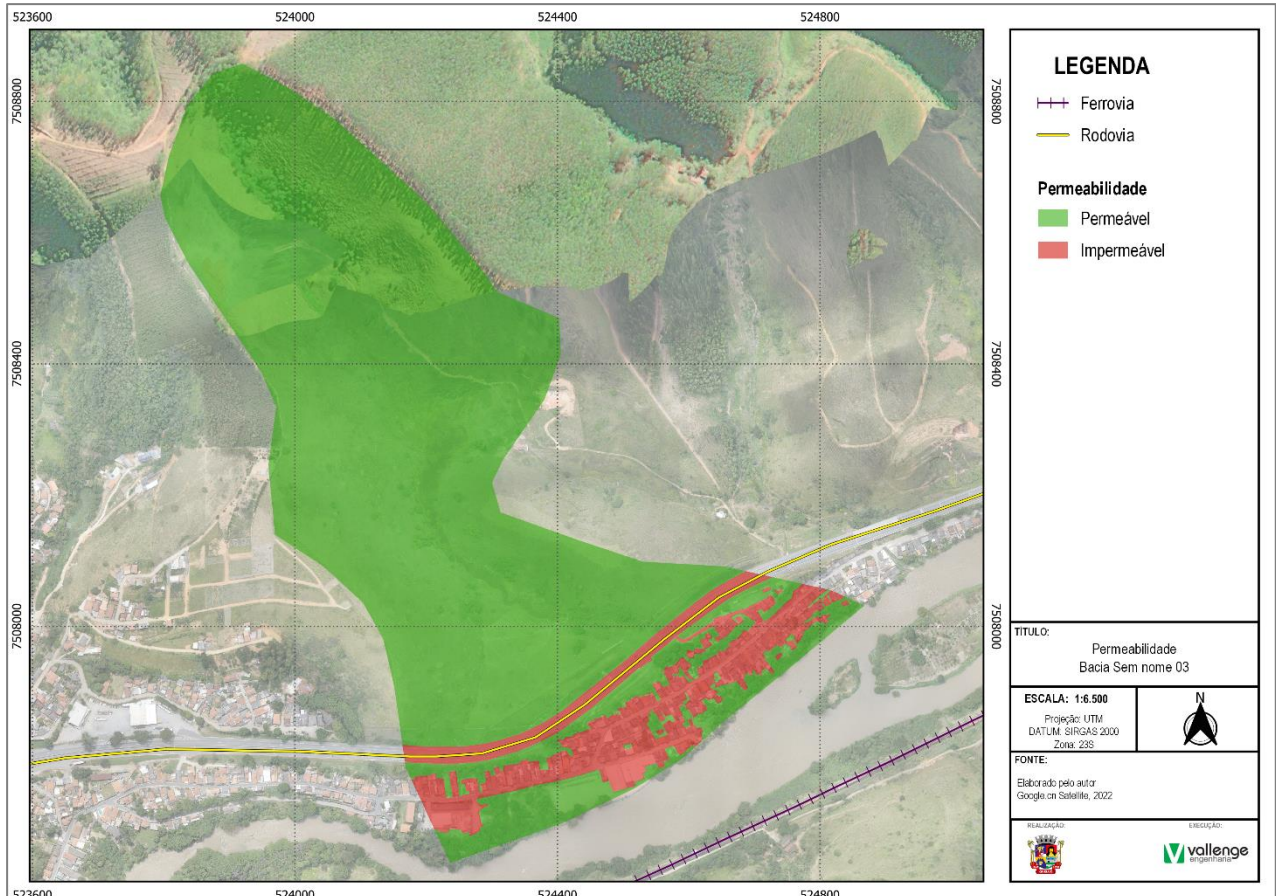 523600 524000 524400 524800
7508800
7508400
7508000
7508800
7508400
7508000
523600 524000 524400 524800
LEGENDA
Ferrovia
Rodovia
Permeabilidade
Permeável
Impermeável
TÍTULO:
Permeabilidade
Bacia Sem nome 03
ESCALA: 1:6.500
Projeção: UTM
DATUM: SIRGAS 2000
Zona: 23S
N
FONTE:
Elaborado pelo autor
Google.cn Satellite, 2022
REALIZAÇÃO:
EXECUÇÃO:
vallenge
engenharia